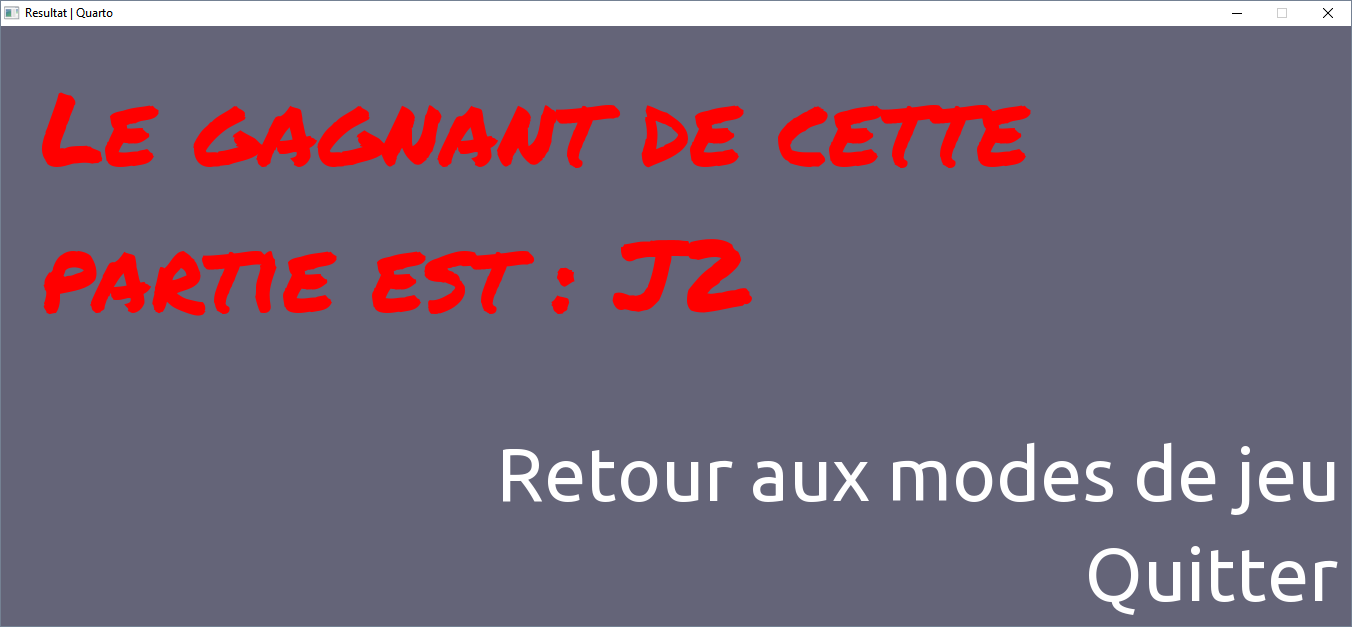 Resultat | Quarto
Le gagnant de cette
partie est : J2
Retour aux modes de jeu
Quitter